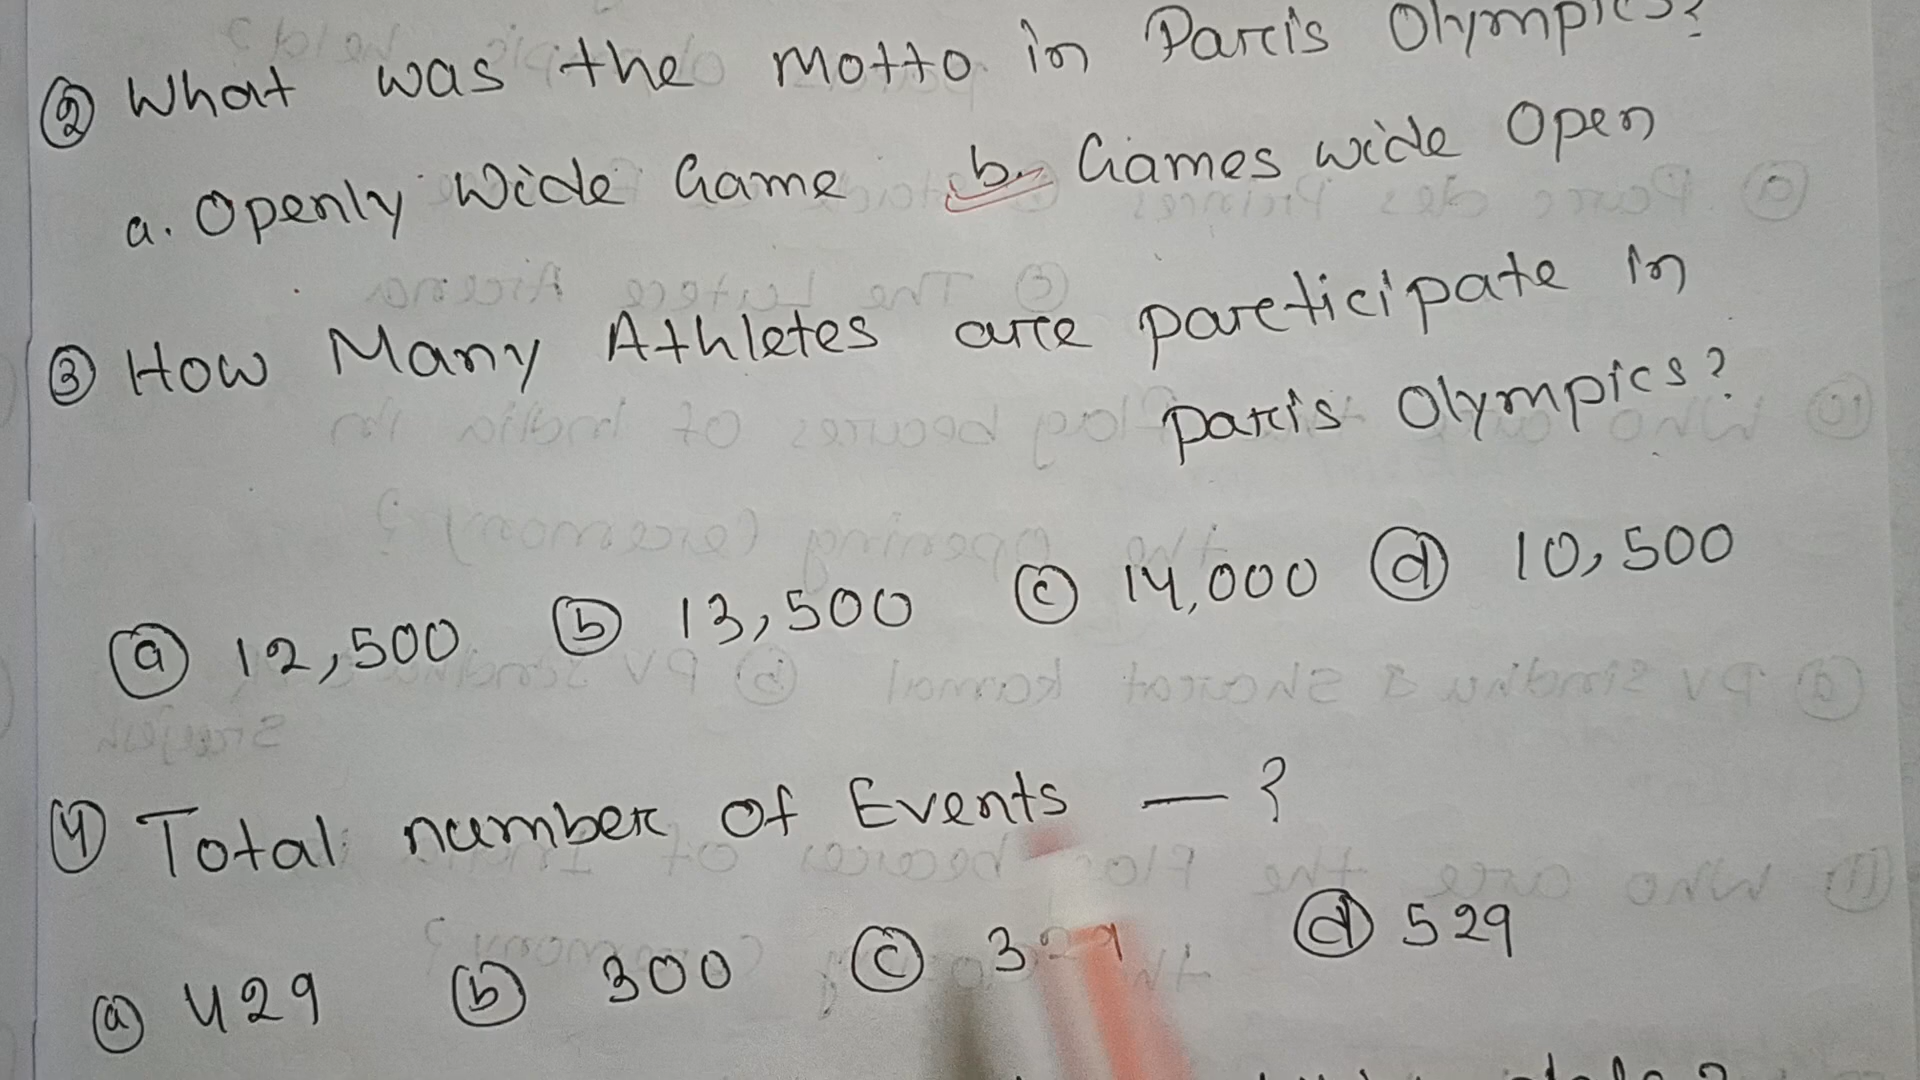 ② What was the motto in Paris Olympics?
a. Openly Wide Game b. Games wide Open
③ How Many Athletes are participate in
paris Olympics?
ⓐ 12,500 ⓑ 13,500 ⓒ 14,000 ⓓ 10,500
④ Total number of Events — ?
ⓐ 429 ⓑ 300 ⓒ 329 ⓓ 529